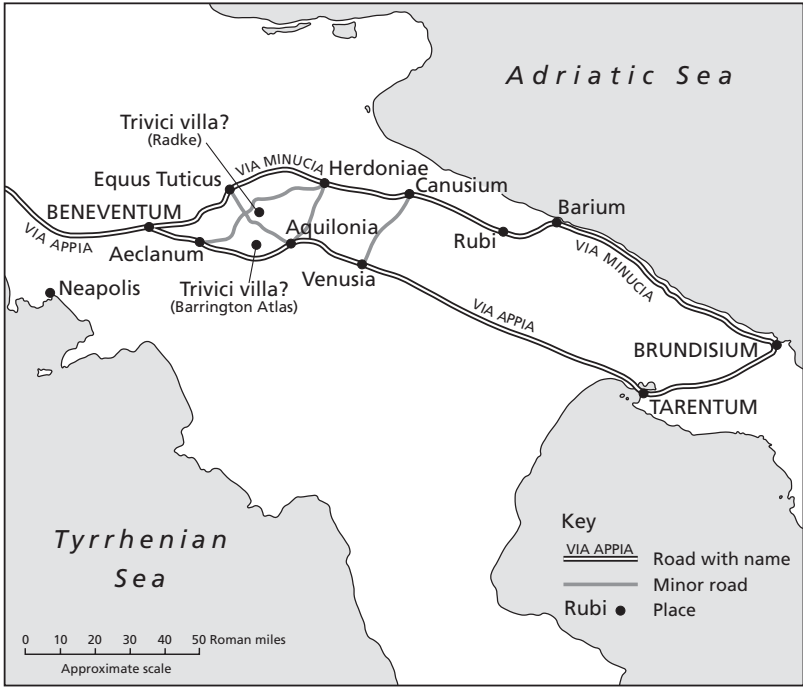 Adriatic Sea
Trivici villa?
(Radke)
VIA MINUCIA
Herdoniae
Equus Tuticus
Canusium
BENEVENTUM
Barium
VIA APPIA
Aquilonia
Rubi
Aeclanum
VIA MINUCIA
Venusia
Neapolis
Trivici villa?
(Barrington Atlas)
VIA APPIA
BRUNDISIUM
TARENTUM
Tyrrhenian
Sea
Key
VIA APPIA Road with name
Minor road
Rubi Place
0 10 20 30 40 50 Roman miles
Approximate scale